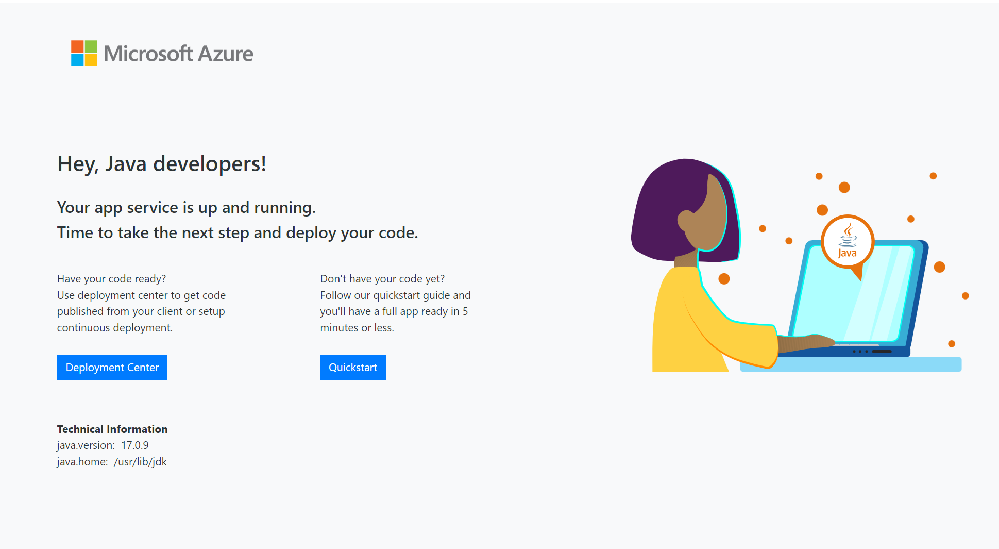 Microsoft Azure
Hey, Java developers!
Your app service is up and running.
Time to take the next step and deploy your code.
Have your code ready?
Use deployment center to get code
published from your client or setup
continuous deployment.
Deployment Center
Don't have your code yet?
Follow our quickstart guide and
you'll have a full app ready in 5
minutes or less.
Quickstart
Java
Technical Information
java.version: 17.0.9
java.home: /usr/lib/jdk